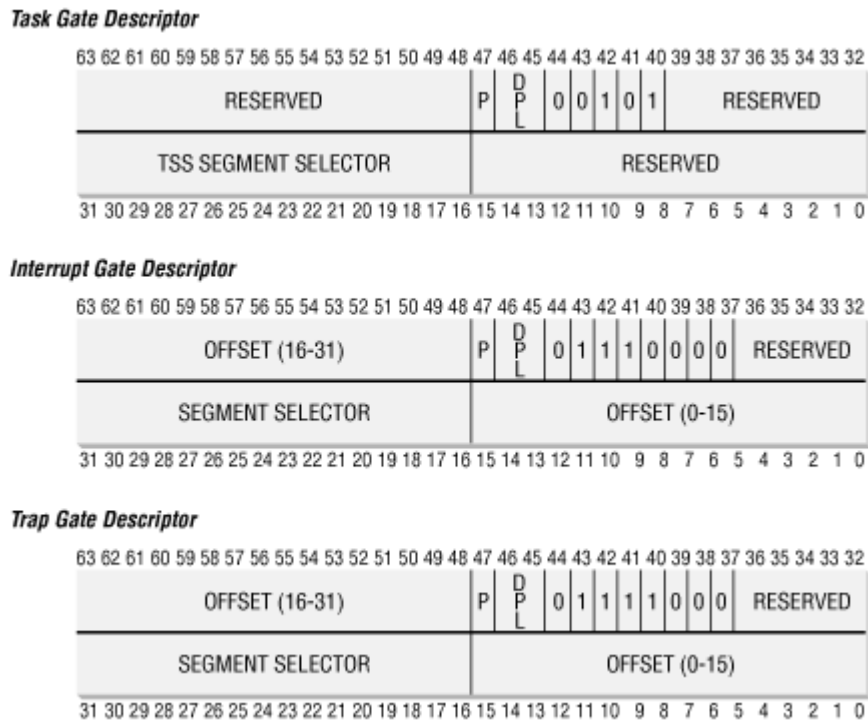 Task Gate Descriptor
63 62 61 60 59 58 57 56 55 54 53 52 51 50 49 48 47 46 45 44 43 42 41 40 39 38 37 36 35 34 33 32
RESERVED P DPL 0 0 1 0 1 RESERVED
TSS SEGMENT SELECTOR RESERVED
31 30 29 28 27 26 25 24 23 22 21 20 19 18 17 16 15 14 13 12 11 10 9 8 7 6 5 4 3 2 1 0
Interrupt Gate Descriptor
63 62 61 60 59 58 57 56 55 54 53 52 51 50 49 48 47 46 45 44 43 42 41 40 39 38 37 36 35 34 33 32
OFFSET (16-31) P DPL 0 1 1 1 0 0 0 0 RESERVED
SEGMENT SELECTOR OFFSET (0-15)
31 30 29 28 27 26 25 24 23 22 21 20 19 18 17 16 15 14 13 12 11 10 9 8 7 6 5 4 3 2 1 0
Trap Gate Descriptor
63 62 61 60 59 58 57 56 55 54 53 52 51 50 49 48 47 46 45 44 43 42 41 40 39 38 37 36 35 34 33 32
OFFSET (16-31) P DPL 0 1 1 1 1 0 0 0 RESERVED
SEGMENT SELECTOR OFFSET (0-15)
31 30 29 28 27 26 25 24 23 22 21 20 19 18 17 16 15 14 13 12 11 10 9 8 7 6 5 4 3 2 1 0